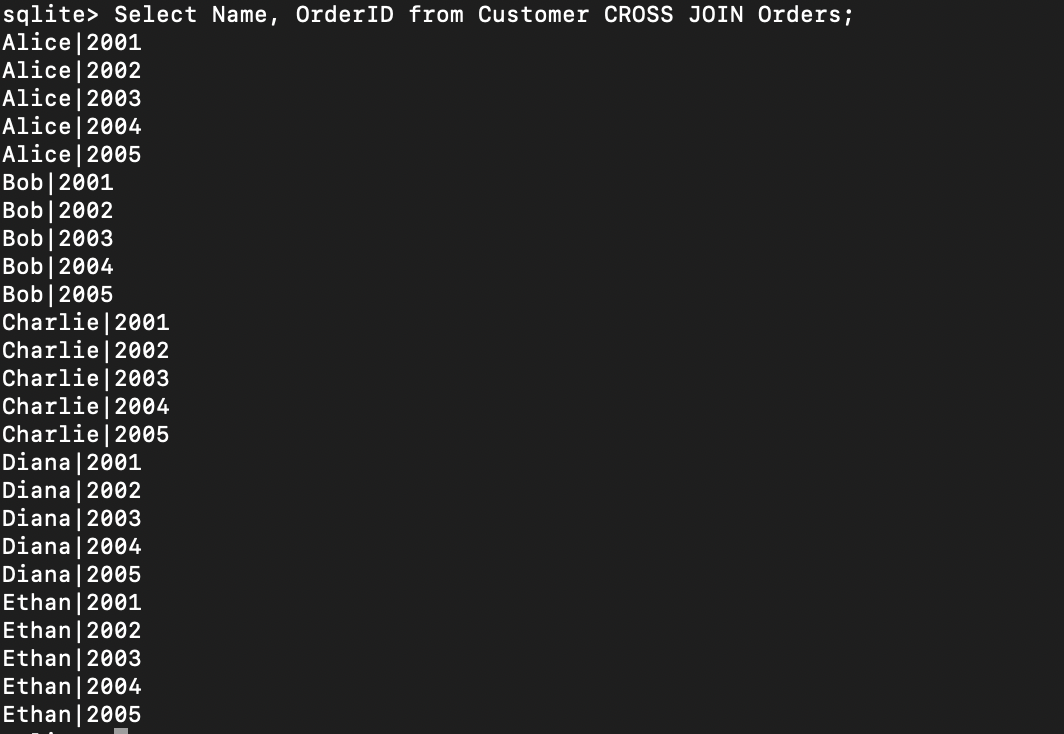 sqlite> Select Name, OrderID from Customer CROSS JOIN Orders;
Alice|2001
Alice|2002
Alice|2003
Alice|2004
Alice|2005
Bob|2001
Bob|2002
Bob|2003
Bob|2004
Bob|2005
Charlie|2001
Charlie|2002
Charlie|2003
Charlie|2004
Charlie|2005
Diana|2001
Diana|2002
Diana|2003
Diana|2004
Diana|2005
Ethan|2001
Ethan|2002
Ethan|2003
Ethan|2004
Ethan|2005